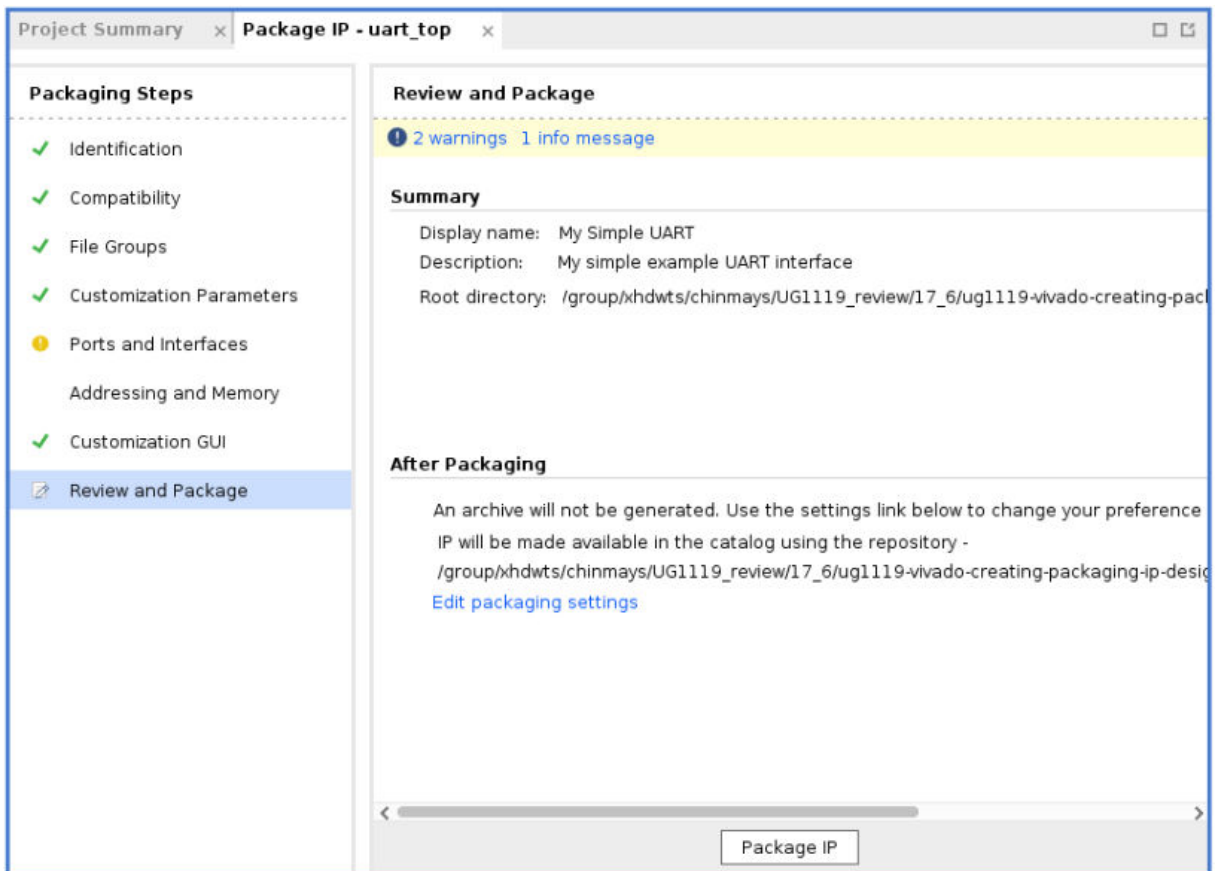 Project Summary × Package IP - uart_top ×
Packaging Steps
Identification
Compatibility
File Groups
Customization Parameters
Ports and Interfaces
Addressing and Memory
Customization GUI
Review and Package
Review and Package
2 warnings 1 info message
Summary
Display name: My Simple UART
Description: My simple example UART interface
Root directory: /group/xhdwts/chinmays/UG1119_review/17_6/ug1119-vivado-creating-pac
After Packaging
An archive will not be generated. Use the settings link below to change your preference
IP will be made available in the catalog using the repository -
/group/xhdwts/chinmays/UG1119_review/17_6/ug1119-vivado-creating-packaging-ip-desig
Edit packaging settings
Package IP